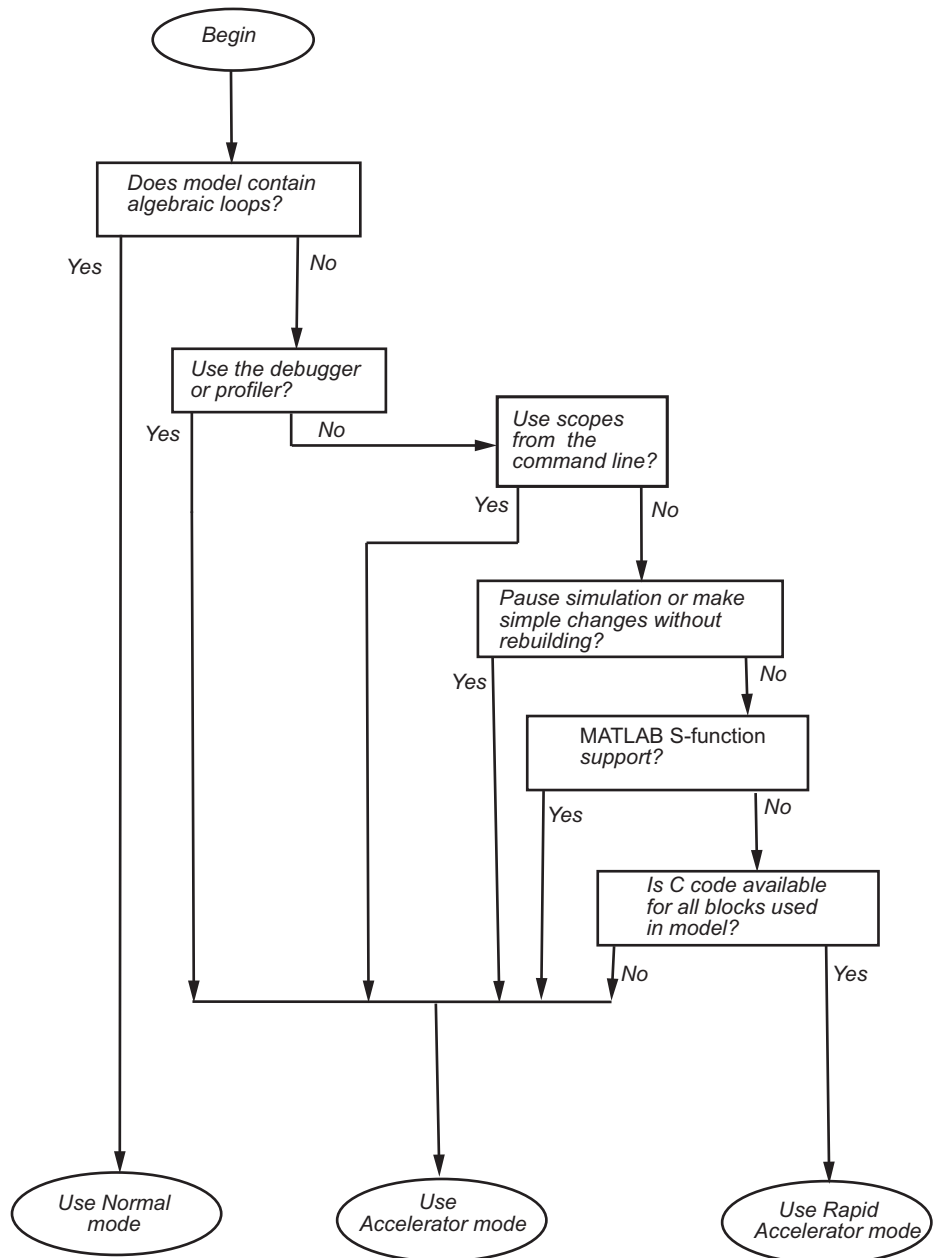 Begin
Does model contain
algebraic loops?
Yes
No
Use the debugger
or profiler?
Yes
No
Use scopes
from the
command line?
Yes
No
Pause simulation or make
simple changes without
rebuilding?
Yes
No
MATLAB S-function
support?
Yes
No
Is C code available
for all blocks used
in model?
No
Yes
Use Normal
mode
Use
Accelerator mode
Use Rapid
Accelerator mode